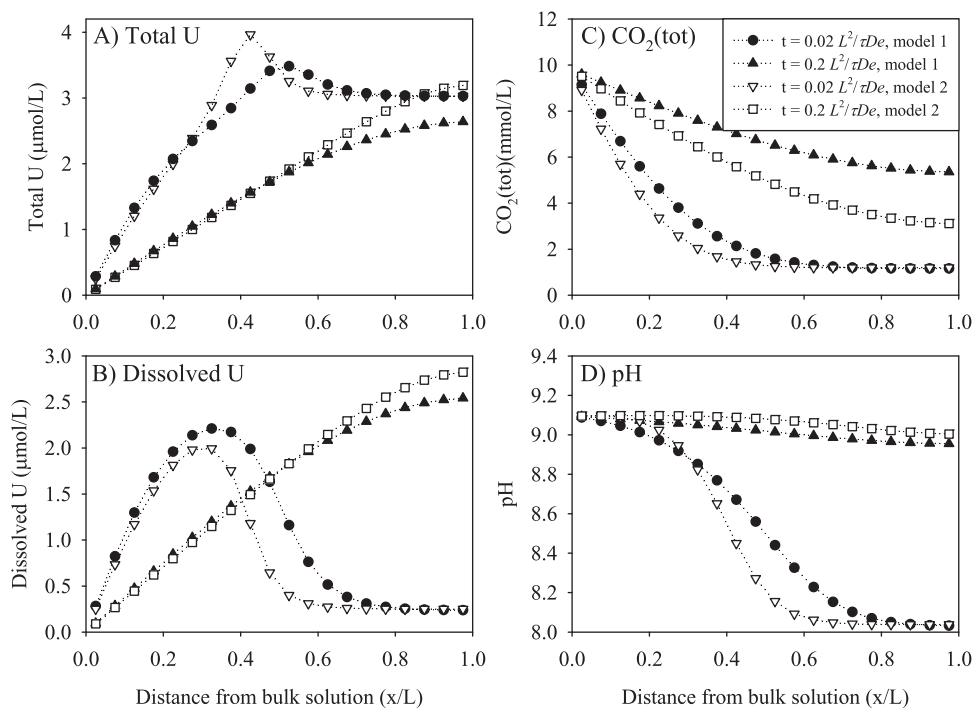 A) Total U
Total U (μmol/L)
4
3
2
1
0
0.0 0.2 0.4 0.6 0.8 1.0
C) CO2(tot)
t = 0.02 L²/τDe, model 1
t = 0.2 L²/τDe, model 1
t = 0.02 L²/τDe, model 2
t = 0.2 L²/τDe, model 2
CO2(tot)(mmol/L)
12
10
8
6
4
2
0
0.0 0.2 0.4 0.6 0.8 1.0
B) Dissolved U
Dissolved U (μmol/L)
3.0
2.5
2.0
1.5
1.0
0.5
0.0
0.0 0.2 0.4 0.6 0.8 1.0
Distance from bulk solution (x/L)
D) pH
pH
9.4
9.2
9.0
8.8
8.6
8.4
8.2
8.0
0.0 0.2 0.4 0.6 0.8 1.0
Distance from bulk solution (x/L)